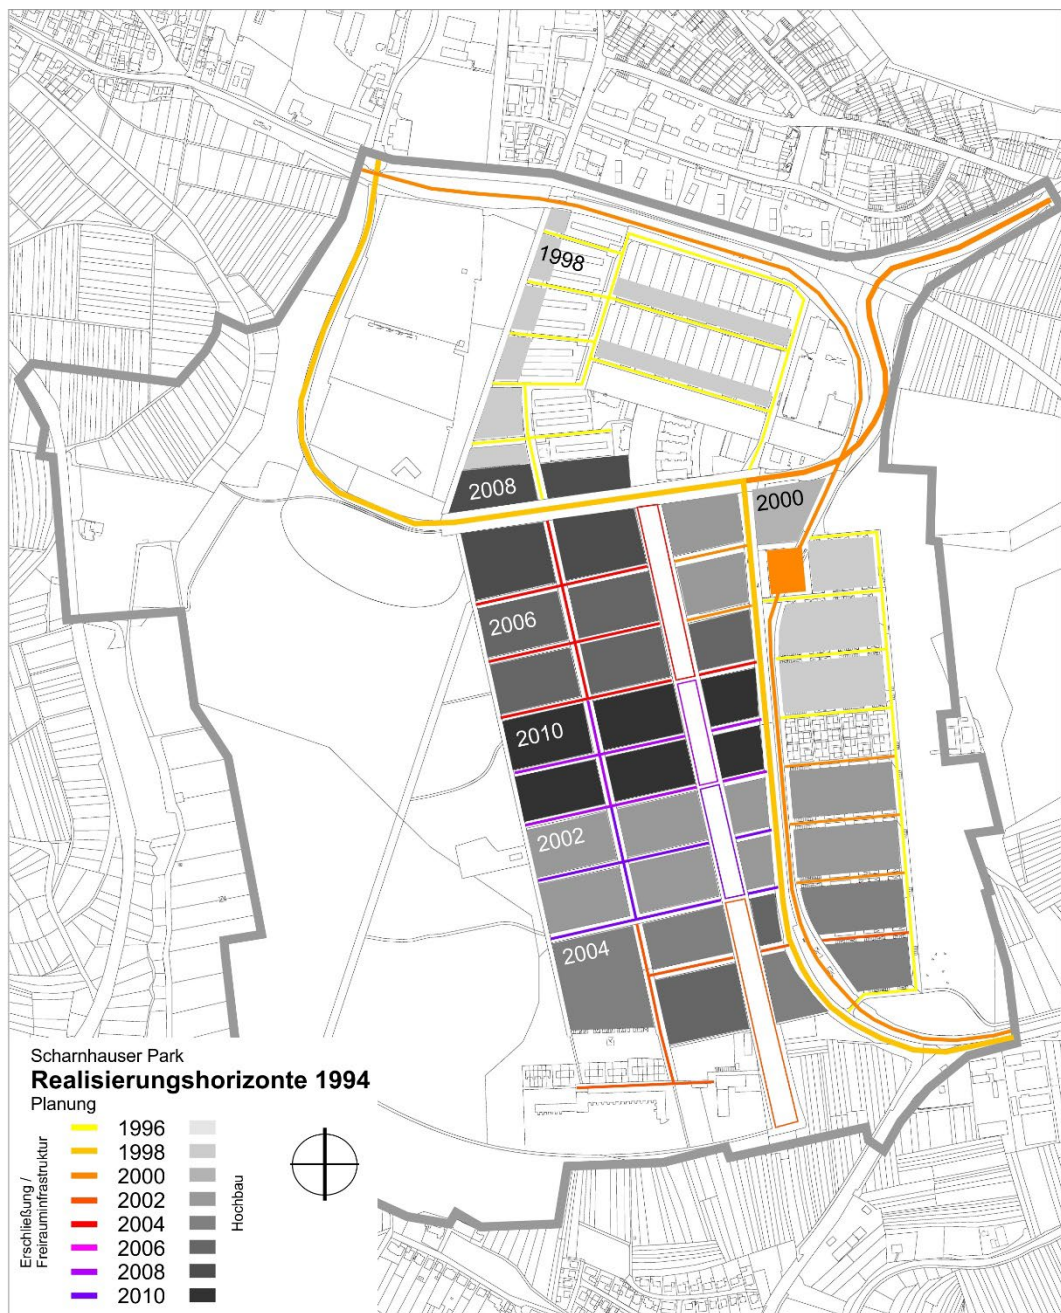 1998
2008
2000
2006
2010
2002
2004
Scharnhauser Park
Realisierungshorizonte 1994
Planung
Erschließung /
Freirauminfrastruktur
1996
1998
2000
2002
2004
2006
2008
2010
Hochbau